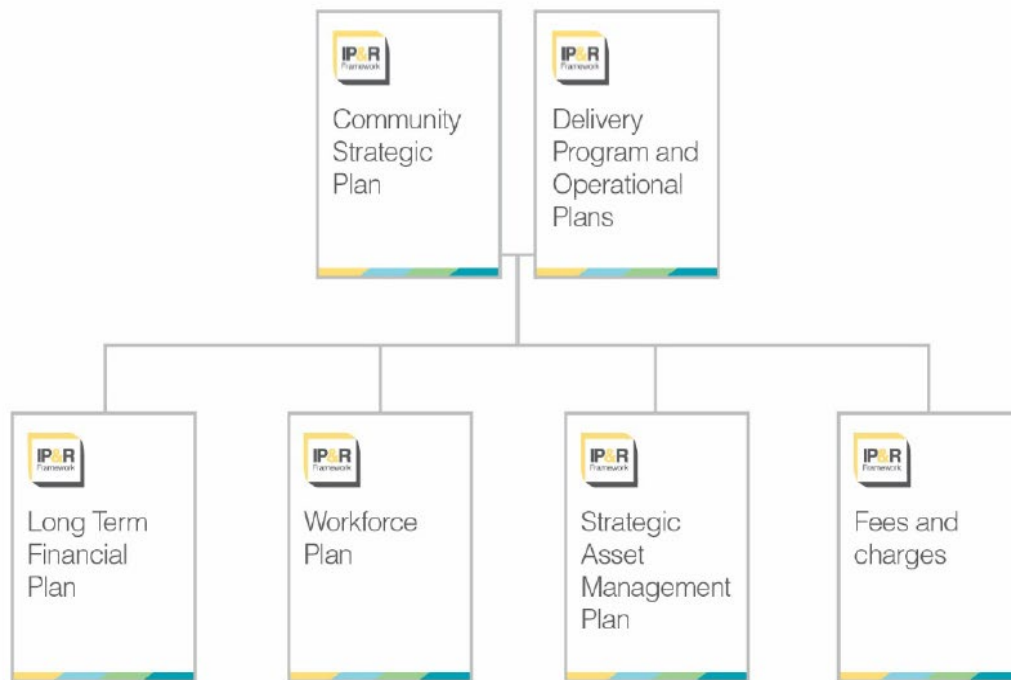 IP&R
Framework
Community
Strategic
Plan
IP&R
Framework
Delivery
Program and
Operational
Plans
IP&R
Framework
Long Term
Financial
Plan
IP&R
Framework
Workforce
Plan
IP&R
Framework
Strategic
Asset
Management
Plan
IP&R
Framework
Fees and
charges